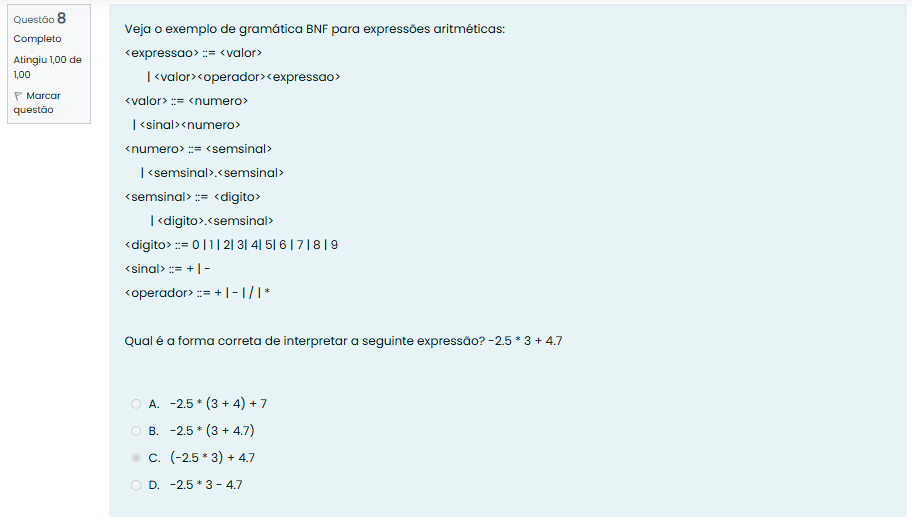 Questão 8
Completo
Atingiu 1,00 de
1,00
Marcar
questão
Veja o exemplo de gramática BNF para expressões aritméticas:
<expressao> ::= <valor>
| <valor><operador><expressao>
<valor> ::= <numero>
| <sinal><numero>
<numero> ::= <semsinal>
| <semsinal>.<semsinal>
<semsinal> ::= <digito>
| <digito>.<semsinal>
<digito> ::= 0 | 1 | 2| 3| 4| 5| 6 | 7 | 8 | 9
<sinal> ::= + | -
<operador> ::= + | - | / | *
Qual é a forma correta de interpretar a seguinte expressão? -2.5 * 3 + 4.7
A. -2.5 * (3 + 4) + 7
B. -2.5 * (3 + 4.7)
C. (-2.5 * 3) + 4.7
D. -2.5 * 3 - 4.7